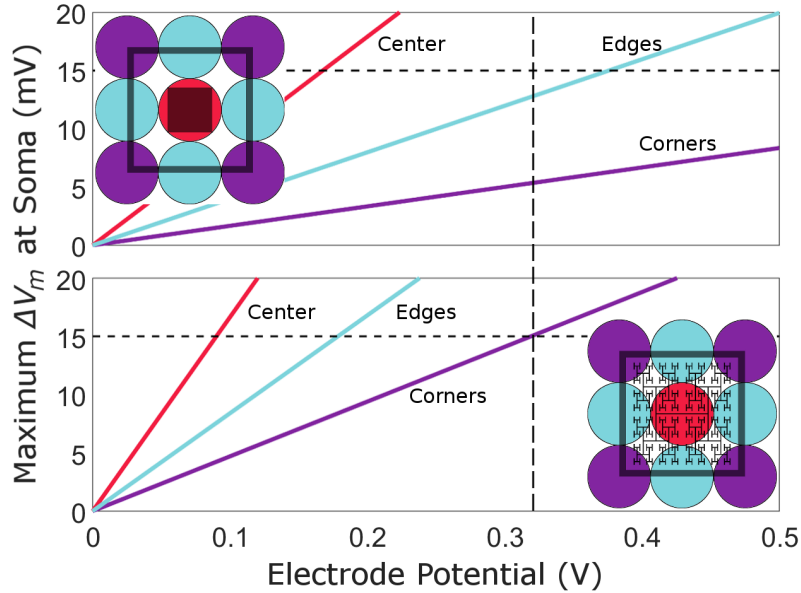 Maximum ΔVm at Soma (mV)
20
15
10
5
0
Center
Edges
Corners
20
15
10
5
0
Center
Edges
Corners
0 0.1 0.2 0.3 0.4 0.5
Electrode Potential (V)